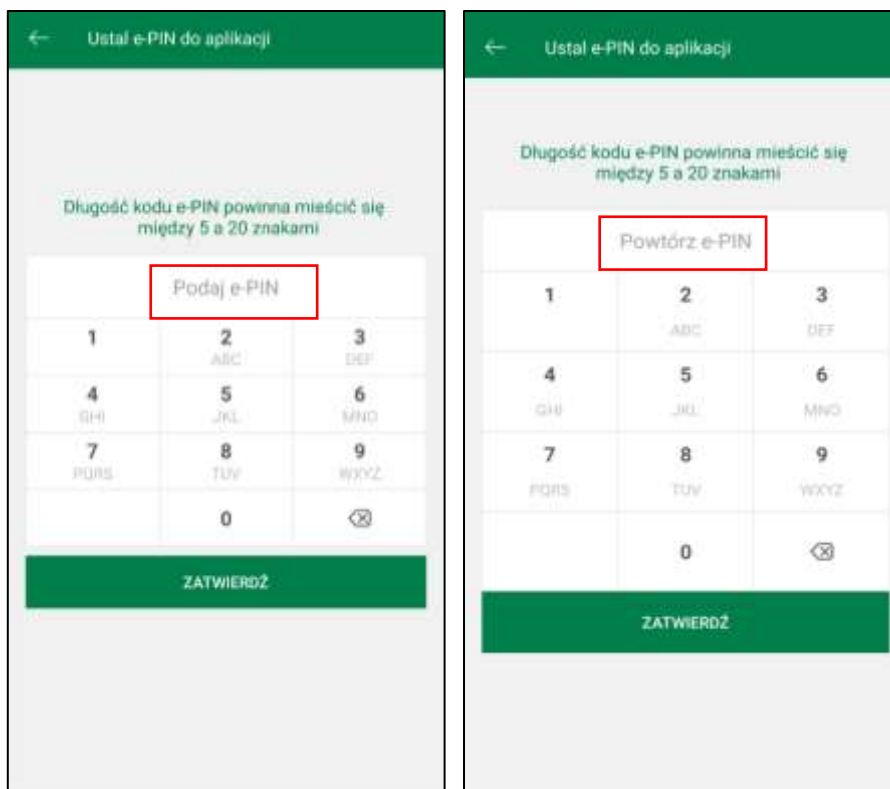 Ustal e-PIN do aplikacji
Długość kodu e-PIN powinna mieścić się
między 5 a 20 znakami
Podaj e-PIN
1 2 3
ABC DEF
4 5 6
GHI JKL MNO
7 8 9
PQRS TUV WXYZ
0
ZATWIERDŹ
Ustal e-PIN do aplikacji
Długość kodu e-PIN powinna mieścić się
między 5 a 20 znakami
Powtórz e-PIN
1 2 3
ABC DEF
4 5 6
GHI JKL MNO
7 8 9
PQRS TUV WXYZ
0
ZATWIERDŹ